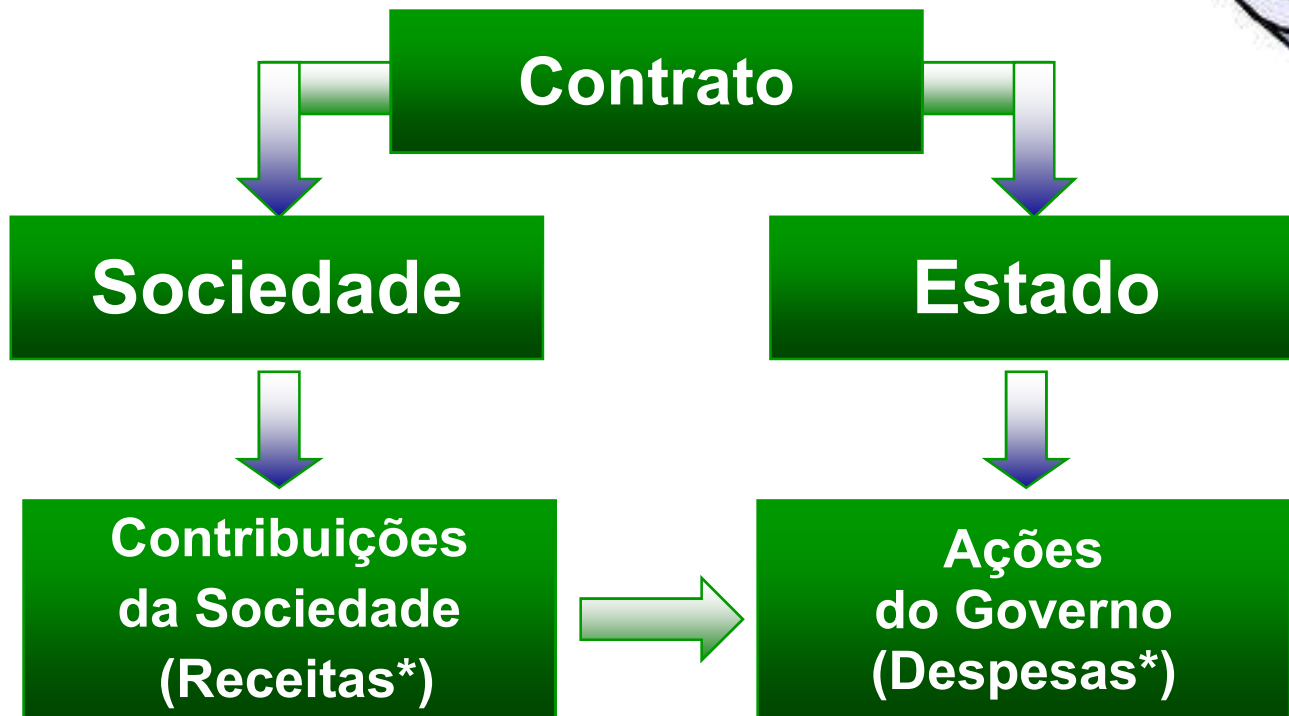 Contrato
Sociedade
Estado
Contribuições
da Sociedade
(Receitas*)
Ações
do Governo
(Despesas*)